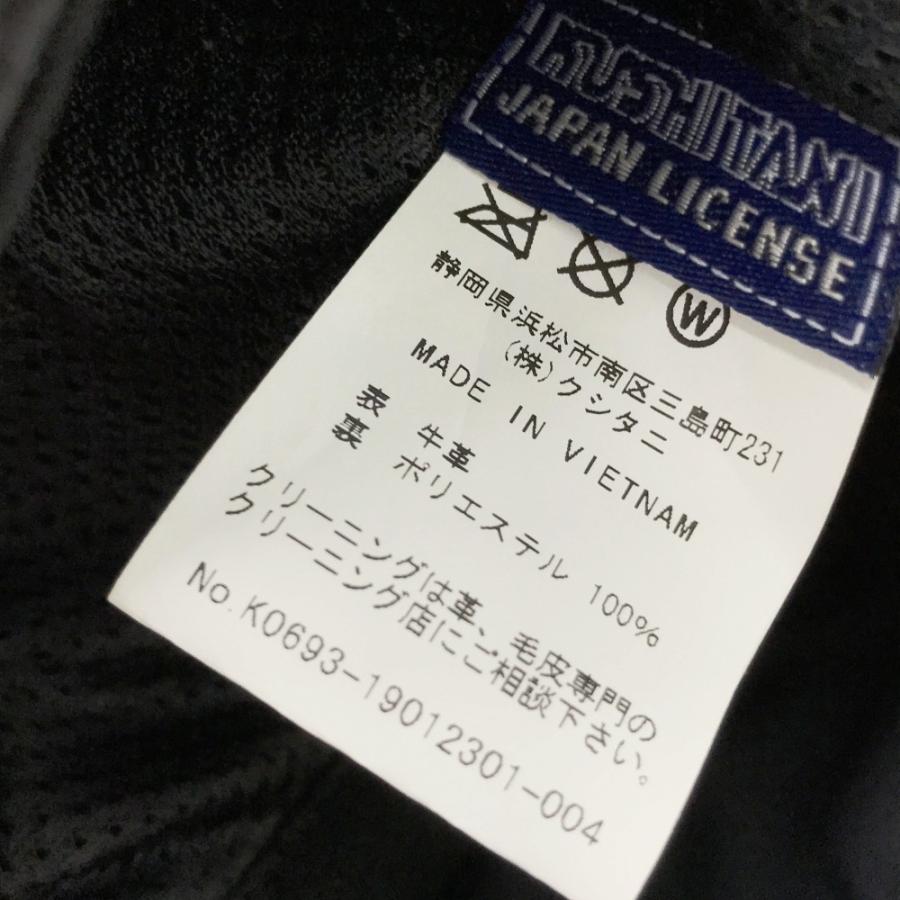 KUSHITANI
JAPAN LICENSE
W
静岡県浜松市南区三島町231
(株)クシタニ
MADE IN VIETNAM
表 牛革
裏 ポリエステル 100%
クリーニングは革、毛皮専門の
クリーニング店にご相談下さい。
No.K0693-19012301-004